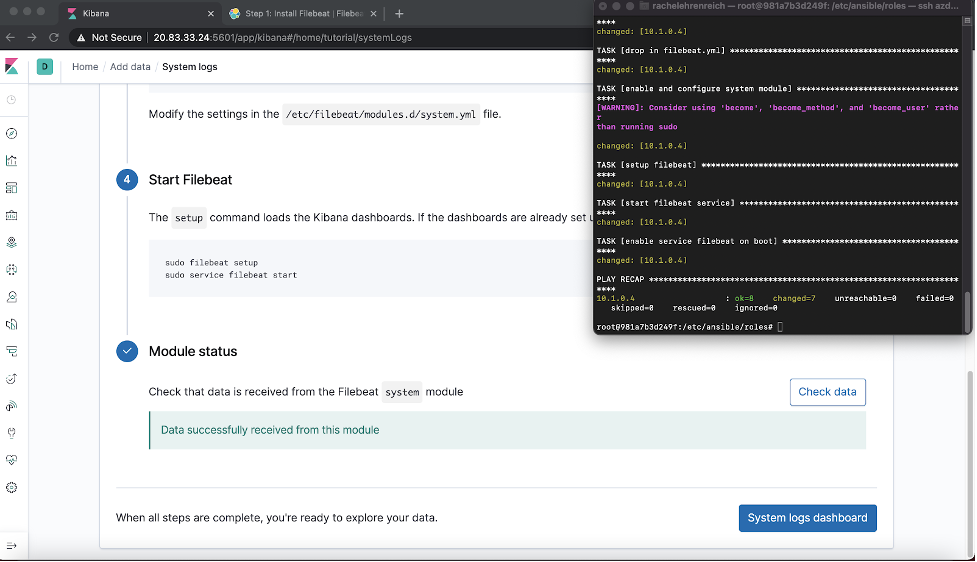 Kibana
Step 1: Install Filebeat | Filebea
Not Secure | 20.83.33.24:5601/app/kibana#/home/tutorial/systemLogs
D
Home / Add data / System logs
Modify the settings in the /etc/filebeat/modules.d/system.yml file.
4 Start Filebeat
The setup command loads the Kibana dashboards. If the dashboards are already set
sudo filebeat setup
sudo service filebeat start
Module status
Check that data is received from the Filebeat system module
Check data
Data successfully received from this module
When all steps are complete, you're ready to explore your data.
System logs dashboard
rachelehrenreich — root@981a7b3d249f: /etc/ansible/roles — ssh azd...
****
changed: [10.1.0.4]
TASK [drop in filebeat.yml] ************************************************
****
changed: [10.1.0.4]
TASK [enable and configure system module] **********************************
****
[WARNING]: Consider using 'become', 'become_method', and 'become_user' rathe
r
than running sudo
changed: [10.1.0.4]
TASK [setup filebeat] ******************************************************
****
changed: [10.1.0.4]
TASK [start filebeat service] **********************************************
****
changed: [10.1.0.4]
TASK [enable service filebeat on boot] *************************************
****
changed: [10.1.0.4]
PLAY RECAP *****************************************************************
****
10.1.0.4 : ok=8 changed=7 unreachable=0 failed=0
skipped=0 rescued=0 ignored=0
root@981a7b3d249f:/etc/ansible/roles#